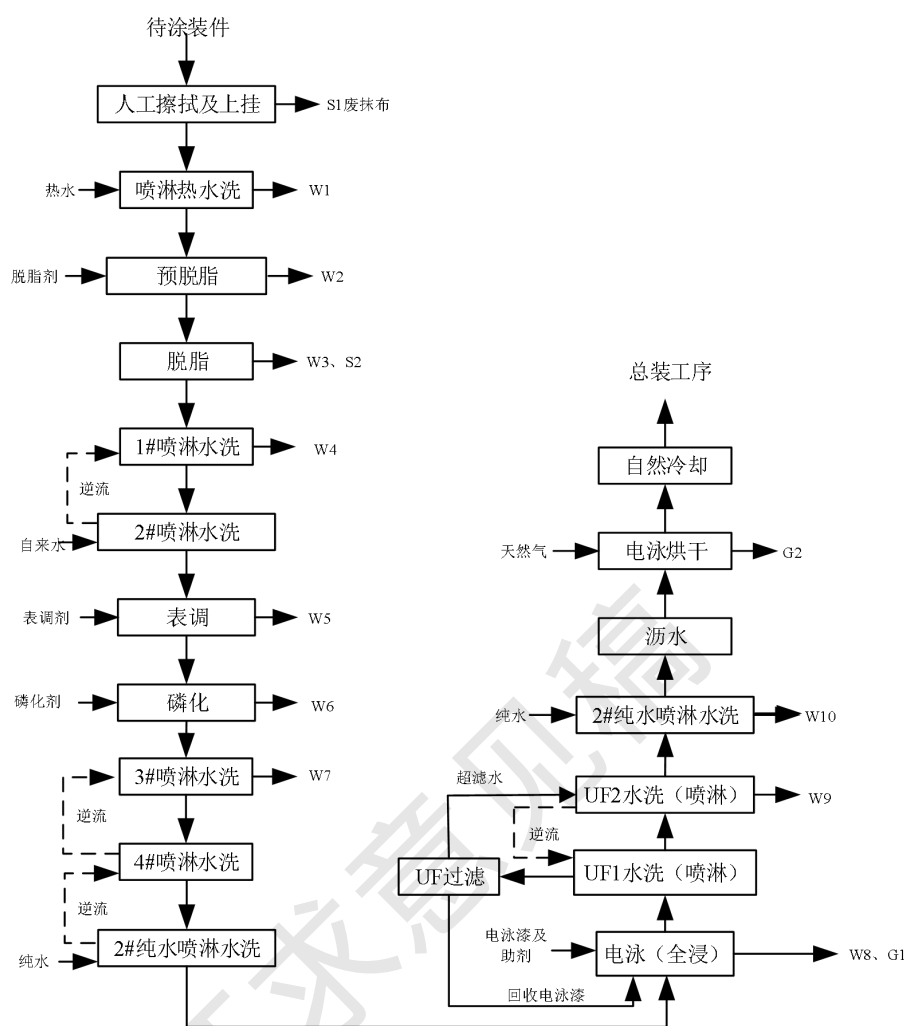 待涂装件
人工擦拭及上挂
S1废抹布
热水
喷淋热水洗
W1
脱脂剂
预脱脂
W2
脱脂
W3、S2
1#喷淋水洗
W4
逆流
自来水
2#喷淋水洗
表调剂
表调
W5
磷化剂
磷化
W6
3#喷淋水洗
W7
逆流
4#喷淋水洗
逆流
纯水
2#纯水喷淋水洗
总装工序
自然冷却
天然气
电泳烘干
G2
沥水
纯水
2#纯水喷淋水洗
W10
超滤水
UF2水洗（喷淋）
W9
逆流
UF过滤
UF1水洗（喷淋）
电泳漆及
助剂
电泳（全浸）
W8、G1
回收电泳漆
求意见稿